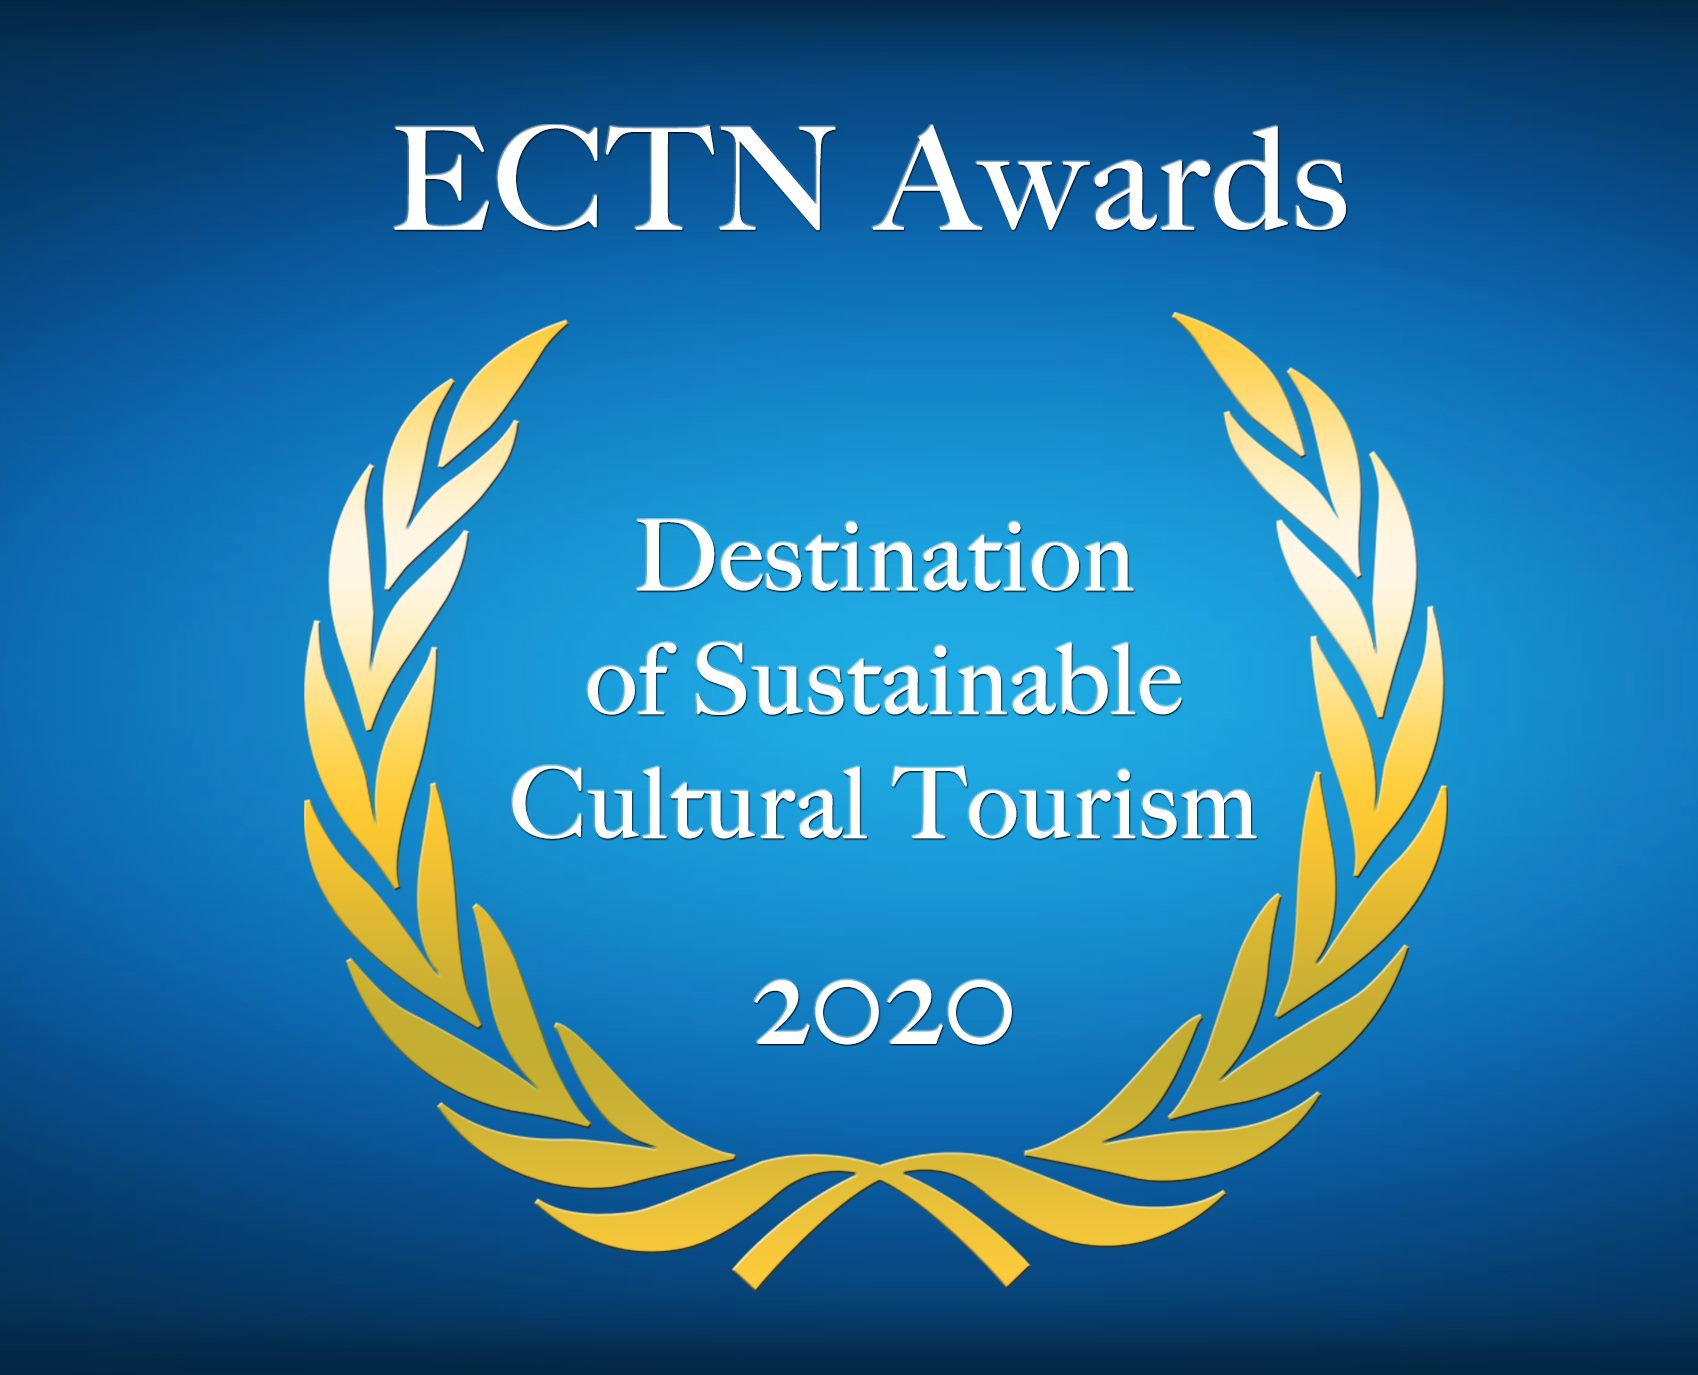 ECTN Awards
Destination
of Sustainable
Cultural Tourism
2020